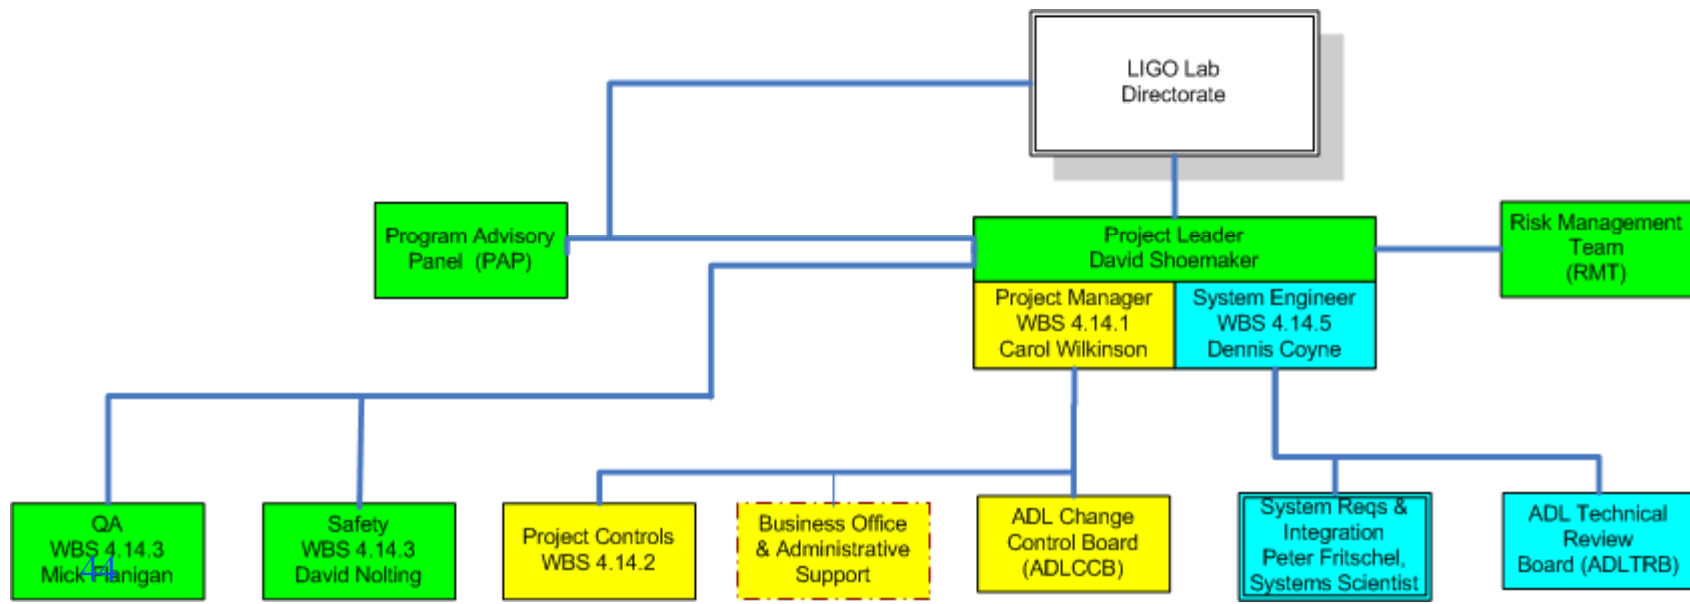 LIGO Lab
Directorate
Program Advisory
Panel (PAP)
Project Leader
David Shoemaker
Risk Management
Team
(RMT)
Project Manager
WBS 4.14.1
Carol Wilkinson
System Engineer
WBS 4.14.5
Dennis Coyne
QA
WBS 4.14.3
Mick Flanigan
44
Safety
WBS 4.14.3
David Nolting
Project Controls
WBS 4.14.2
Business Office
& Administrative
Support
ADL Change
Control Board
(ADLCCB)
System Reqs &
Integration
Peter Fritschel,
Systems Scientist
ADL Technical
Review
Board (ADLTRB)